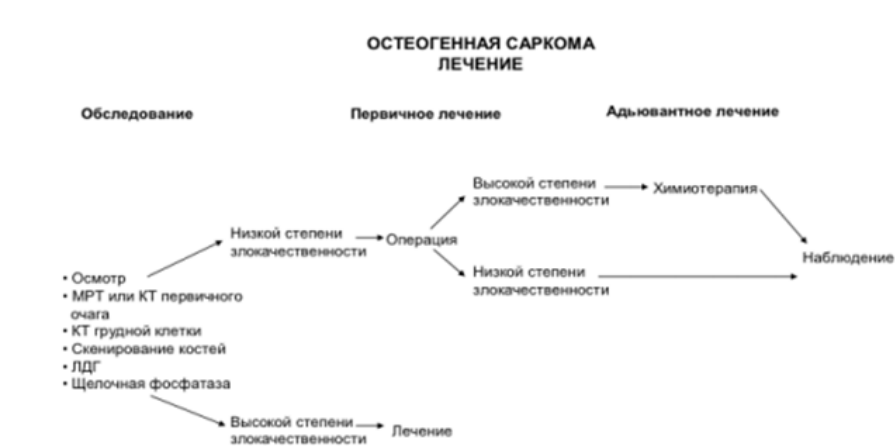 ОСТЕОГЕННАЯ САРКОМА
ЛЕЧЕНИЕ
Обследование
Первичное лечение
Адьювантное лечение
Высокой степени
злокачественности
Химиотерапия
Низкой степени
злокачественности
Операция
Наблюдение
Низкой степени
злокачественности
• Осмотр
• МРТ или КТ первичного
очага
• КТ грудной клетки
• Скенирование костей
• ЛДГ
• Щелочная фосфатаза
Высокой степени
злокачественности
Лечение